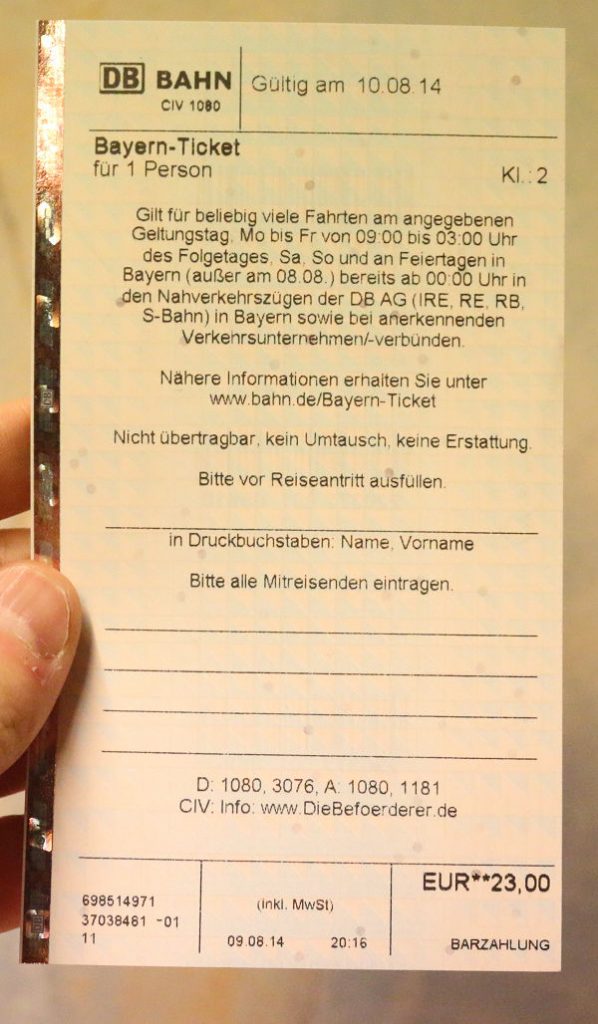 DB BAHN
CIV 1080
Gültig am 10.08.14
Bayern-Ticket
für 1 Person
Kl.: 2
Gilt für beliebig viele Fahrten am angegebenen
Geltungstag, Mo bis Fr von 09:00 bis 03:00 Uhr
des Folgetages, Sa, So und an Feiertagen in
Bayern (außer am 08.08.) bereits ab 00:00 Uhr in
den Nahverkehrszügen der DB AG (IRE, RE, RB,
S-Bahn) in Bayern sowie bei anerkennenden
Verkehrsunternehmen/-verbünden.
Nähere Informationen erhalten Sie unter
www.bahn.de/Bayern-Ticket
Nicht übertragbar, kein Umtausch, keine Erstattung.
Bitte vor Reiseantritt ausfüllen.
in Druckbuchstaben: Name, Vorname
Bitte alle Mitreisenden eintragen.
D: 1080, 3076, A: 1080, 1181
CIV: Info: www.DieBefoerderer.de
698514971
37038481 -01
11
(inkl. MwSt)
09.08.14 20:16
EUR**23,00
BARZAHLUNG